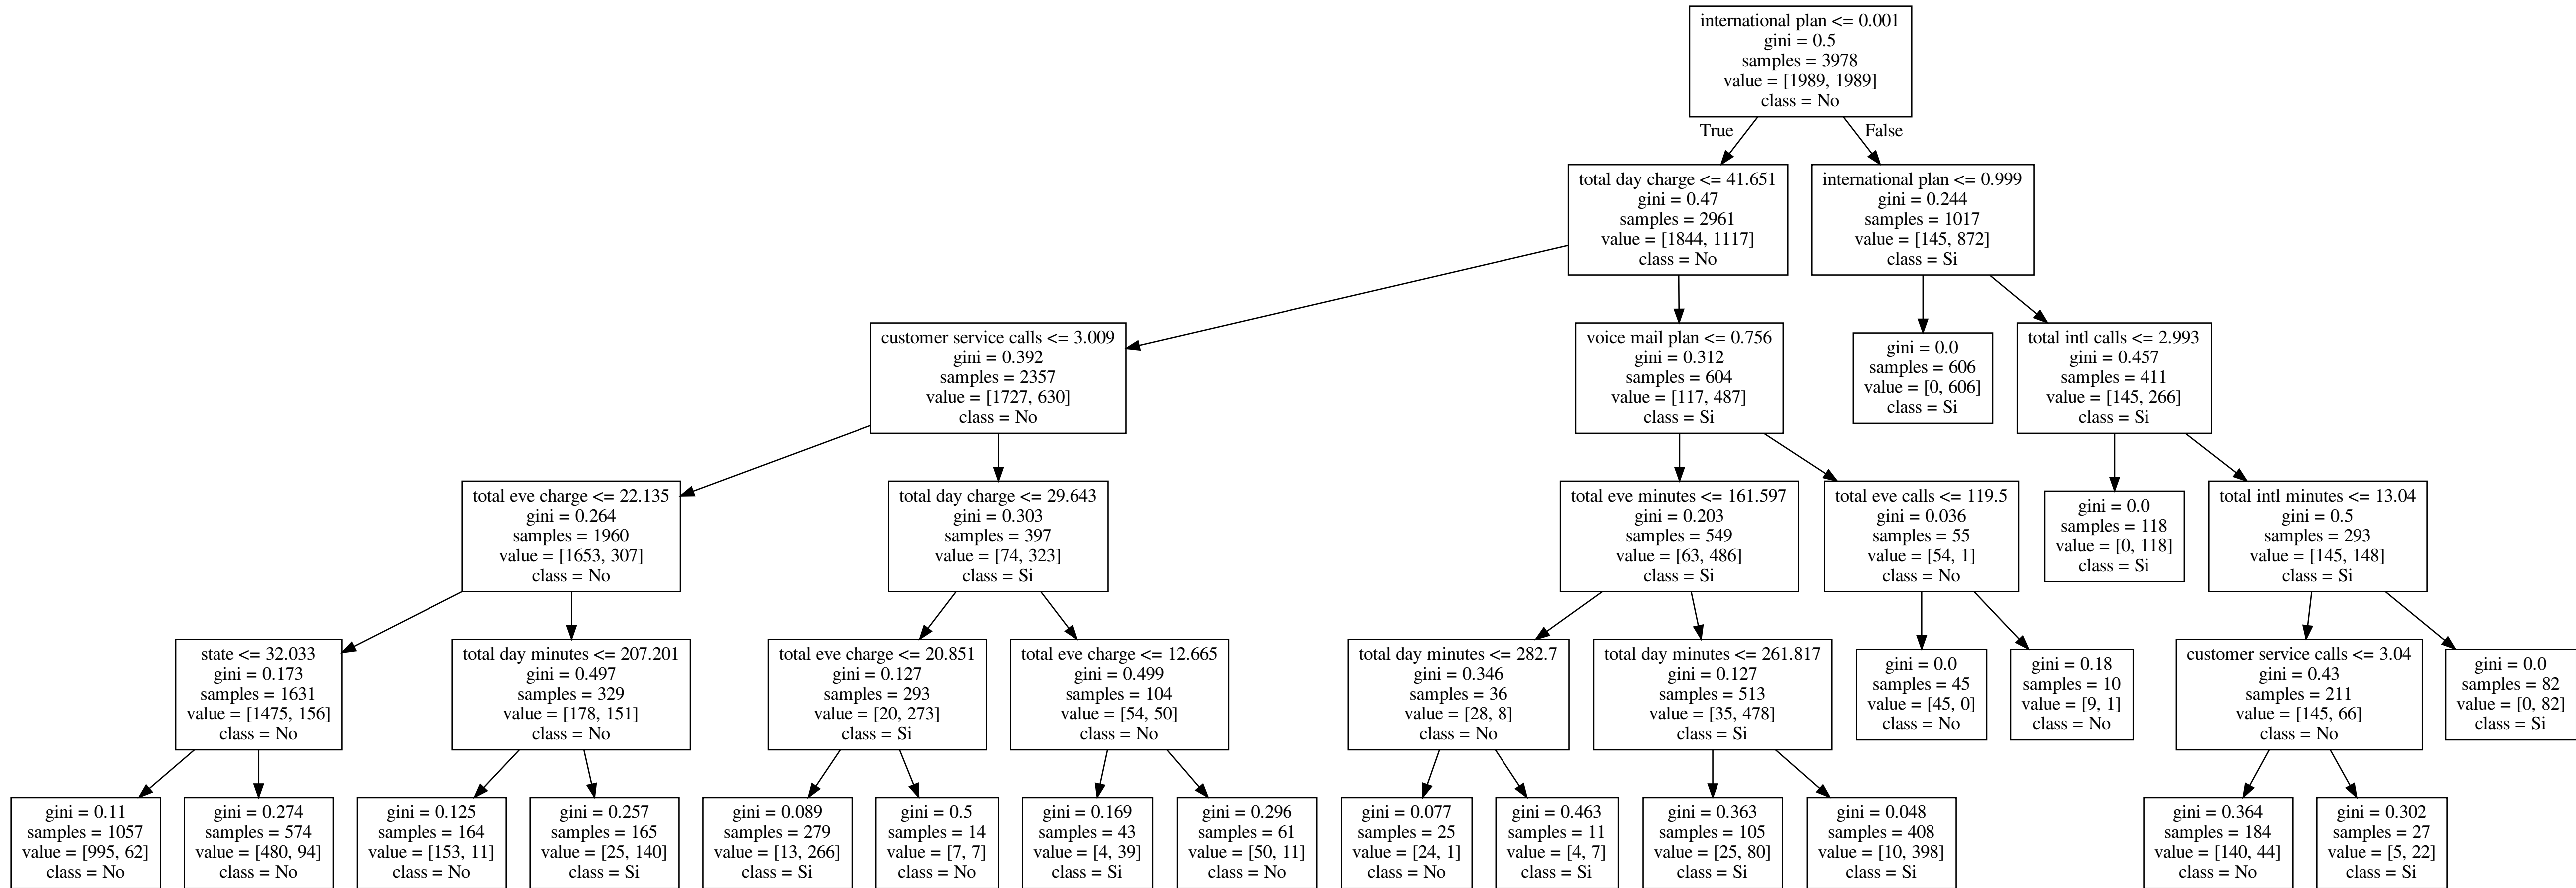 international plan <= 0.001
gini = 0.5
samples = 3978
value = [1989, 1989]
class = No
True
False
total day charge <= 41.651
gini = 0.47
samples = 2961
value = [1844, 1117]
class = No
international plan <= 0.999
gini = 0.244
samples = 1017
value = [145, 872]
class = Si
customer service calls <= 3.009
gini = 0.392
samples = 2357
value = [1727, 630]
class = No
voice mail plan <= 0.756
gini = 0.312
samples = 604
value = [117, 487]
class = Si
gini = 0.0
samples = 606
value = [0, 606]
class = Si
total intl calls <= 2.993
gini = 0.457
samples = 411
value = [145, 266]
class = Si
total eve charge <= 22.135
gini = 0.264
samples = 1960
value = [1653, 307]
class = No
total day charge <= 29.643
gini = 0.303
samples = 397
value = [74, 323]
class = Si
total eve minutes <= 161.597
gini = 0.203
samples = 549
value = [63, 486]
class = Si
total eve calls <= 119.5
gini = 0.036
samples = 55
value = [54, 1]
class = No
gini = 0.0
samples = 118
value = [0, 118]
class = Si
total intl minutes <= 13.04
gini = 0.5
samples = 293
value = [145, 148]
class = Si
state <= 32.033
gini = 0.173
samples = 1631
value = [1475, 156]
class = No
total day minutes <= 207.201
gini = 0.497
samples = 329
value = [178, 151]
class = No
total eve charge <= 20.851
gini = 0.127
samples = 293
value = [20, 273]
class = Si
total eve charge <= 12.665
gini = 0.499
samples = 104
value = [54, 50]
class = No
total day minutes <= 282.7
gini = 0.346
samples = 36
value = [28, 8]
class = No
total day minutes <= 261.817
gini = 0.127
samples = 513
value = [35, 478]
class = Si
gini = 0.0
samples = 45
value = [45, 0]
class = No
gini = 0.18
samples = 10
value = [9, 1]
class = No
customer service calls <= 3.04
gini = 0.43
samples = 211
value = [145, 66]
class = No
gini = 0.0
samples = 82
value = [0, 82]
class = Si
gini = 0.11
samples = 1057
value = [995, 62]
class = No
gini = 0.274
samples = 574
value = [480, 94]
class = No
gini = 0.125
samples = 164
value = [153, 11]
class = No
gini = 0.257
samples = 165
value = [25, 140]
class = Si
gini = 0.089
samples = 279
value = [13, 266]
class = Si
gini = 0.5
samples = 14
value = [7, 7]
class = No
gini = 0.169
samples = 43
value = [4, 39]
class = Si
gini = 0.296
samples = 61
value = [50, 11]
class = No
gini = 0.077
samples = 25
value = [24, 1]
class = No
gini = 0.463
samples = 11
value = [4, 7]
class = Si
gini = 0.363
samples = 105
value = [25, 80]
class = Si
gini = 0.048
samples = 408
value = [10, 398]
class = Si
gini = 0.364
samples = 184
value = [140, 44]
class = No
gini = 0.302
samples = 27
value = [5, 22]
class = Si